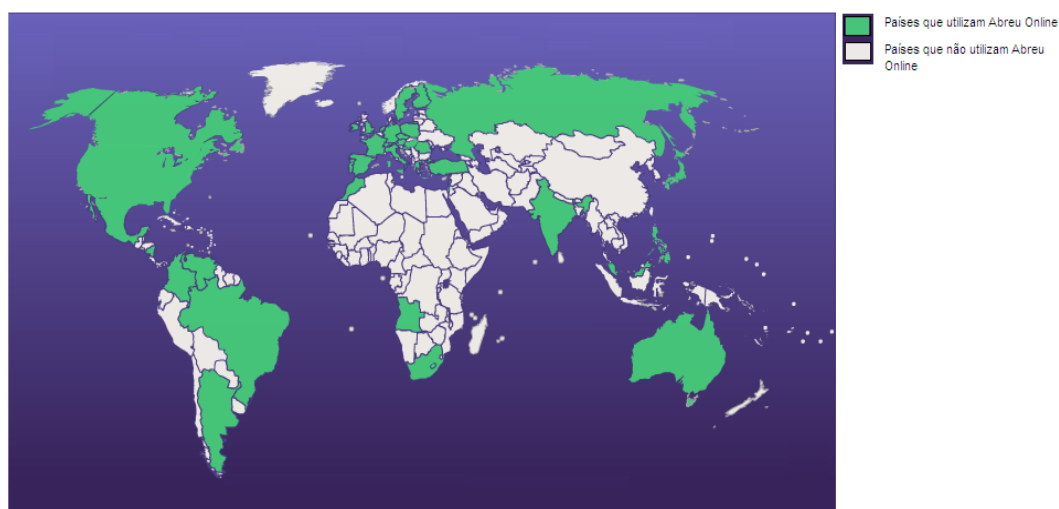 Países que utilizam Abreu Online
Países que não utilizam Abreu
Online